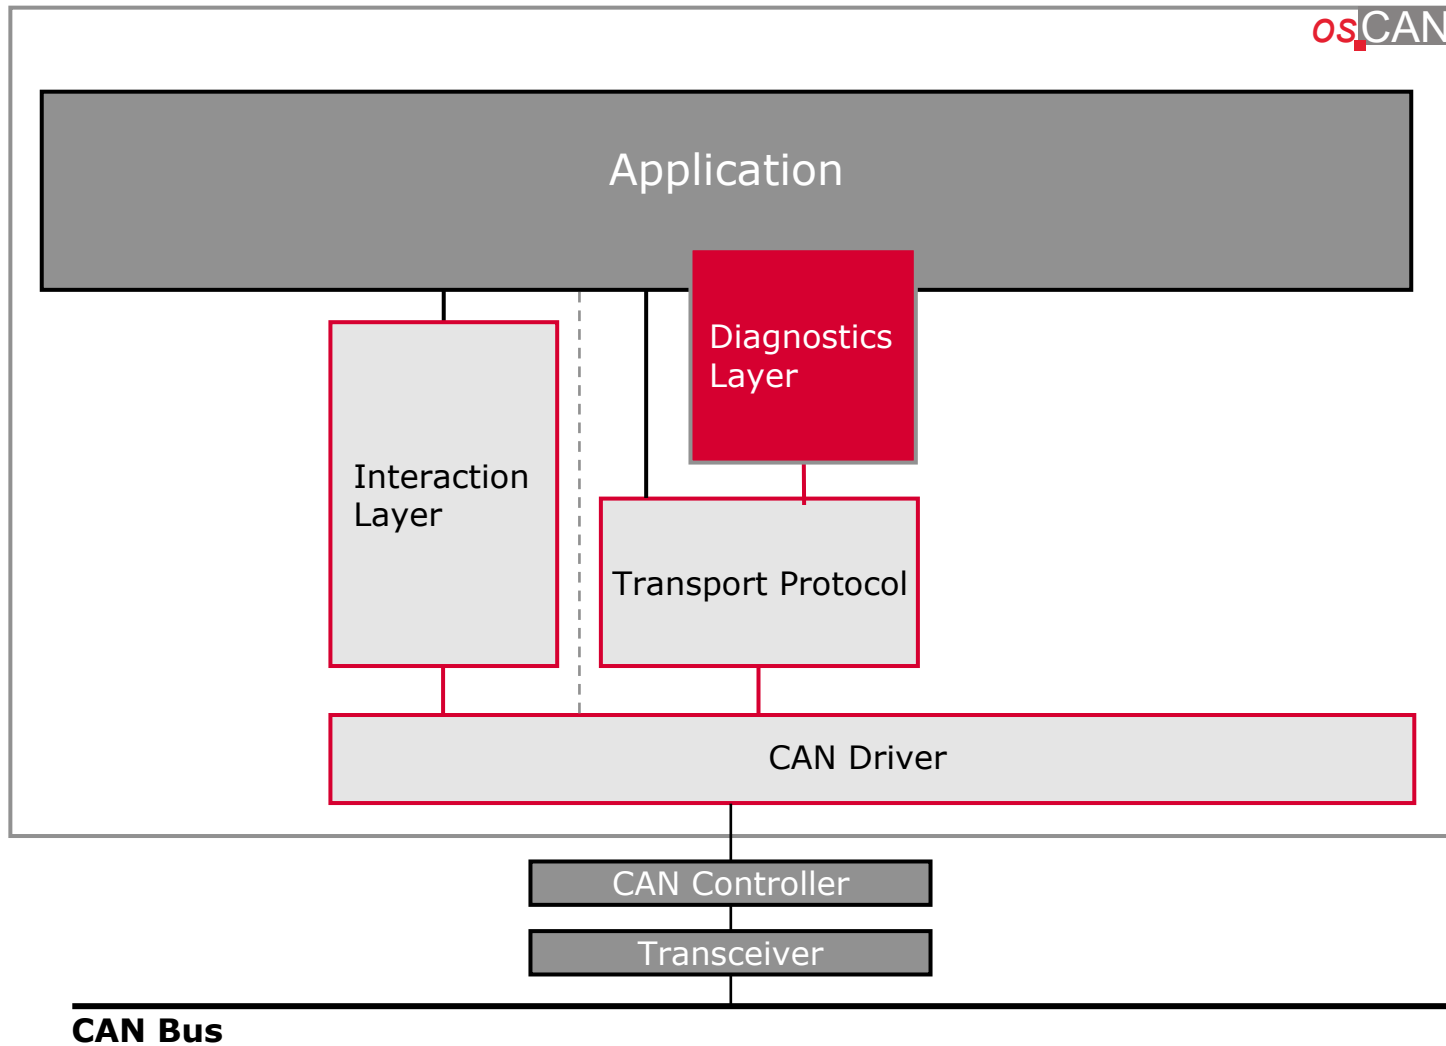 osCAN
Application
Diagnostics
Layer
Interaction
Layer
Transport Protocol
CAN Driver
CAN Controller
Transceiver
CAN Bus